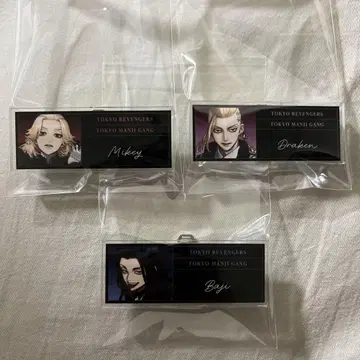 TOKYO REVENGERS
TOKYO MANJI GANG
Mikey
TOKYO REVENGERS
TOKYO MANJI GANG
Draken
TOKYO REVENGERS
TOKYO MANJI GANG
Baji